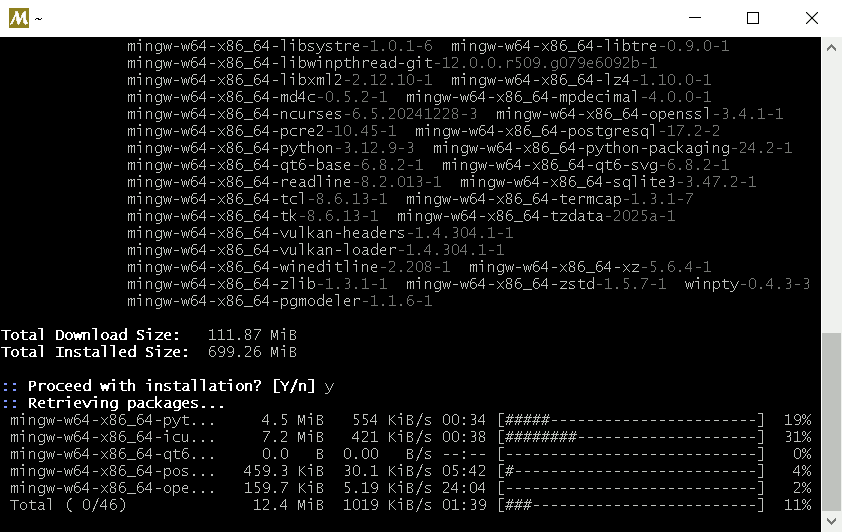 ~
mingw-w64-x86_64-libsystre-1.0.1-6  mingw-w64-x86_64-libtre-0.9.0-1
mingw-w64-x86_64-libwinpthread-git-12.0.0.r509.g079e6092b-1
mingw-w64-x86_64-libxml2-2.12.10-1  mingw-w64-x86_64-lz4-1.10.0-1
mingw-w64-x86_64-md4c-0.5.2-1  mingw-w64-x86_64-mpdecimal-4.0.0-1
mingw-w64-x86_64-ncurses-6.5.20241228-3  mingw-w64-x86_64-openssl-3.4.1-1
mingw-w64-x86_64-pcre2-10.45-1  mingw-w64-x86_64-postgresql-17.2-2
mingw-w64-x86_64-python-3.12.9-3  mingw-w64-x86_64-python-packaging-24.2-1
mingw-w64-x86_64-qt6-base-6.8.2-1  mingw-w64-x86_64-qt6-svg-6.8.2-1
mingw-w64-x86_64-readline-8.2.013-1  mingw-w64-x86_64-sqlite3-3.47.2-1
mingw-w64-x86_64-tcl-8.6.13-1  mingw-w64-x86_64-termcap-1.3.1-7
mingw-w64-x86_64-tk-8.6.13-1  mingw-w64-x86_64-tzdata-2025a-1
mingw-w64-x86_64-vulkan-headers-1.4.304.1-1
mingw-w64-x86_64-vulkan-loader-1.4.304.1-1
mingw-w64-x86_64-wineditline-2.208-1  mingw-w64-x86_64-xz-5.6.4-1
mingw-w64-x86_64-zlib-1.3.1-1  mingw-w64-x86_64-zstd-1.5.7-1  winpty-0.4.3-3
mingw-w64-x86_64-pgmodeler-1.1.6-1
Total Download Size:   111.87 MiB
Total Installed Size:  699.26 MiB
:: Proceed with installation? [Y/n] y
:: Retrieving packages...
mingw-w64-x86_64-pyt...     4.5 MiB   554 KiB/s 00:34 [#####-----------------------]  19%
mingw-w64-x86_64-icu...     7.2 MiB   421 KiB/s 00:38 [########--------------------]  31%
mingw-w64-x86_64-qt6...     0.0   B  0.00   B/s --:-- [----------------------------]   0%
mingw-w64-x86_64-pos...   459.3 KiB  30.1 KiB/s 05:42 [#---------------------------]   4%
mingw-w64-x86_64-ope...   159.7 KiB  5.19 KiB/s 24:04 [----------------------------]   2%
Total ( 0/46)              12.4 MiB  1019 KiB/s 01:39 [###-------------------------]  11%